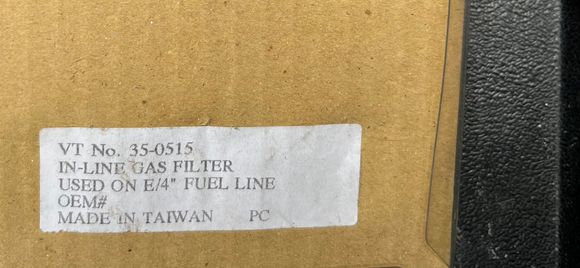 VT No. 35-0515
IN-LINE GAS FILTER
USED ON E/4" FUEL LINE
OEM#
MADE IN TAIWAN PC